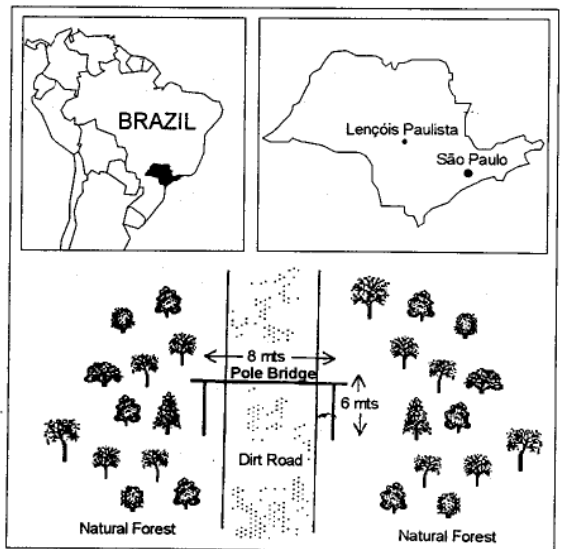 BRAZIL
Lençóis Paulista
São Paulo
8 mts
Pole Bridge
6 mts
Dirt Road
Natural Forest
Natural Forest